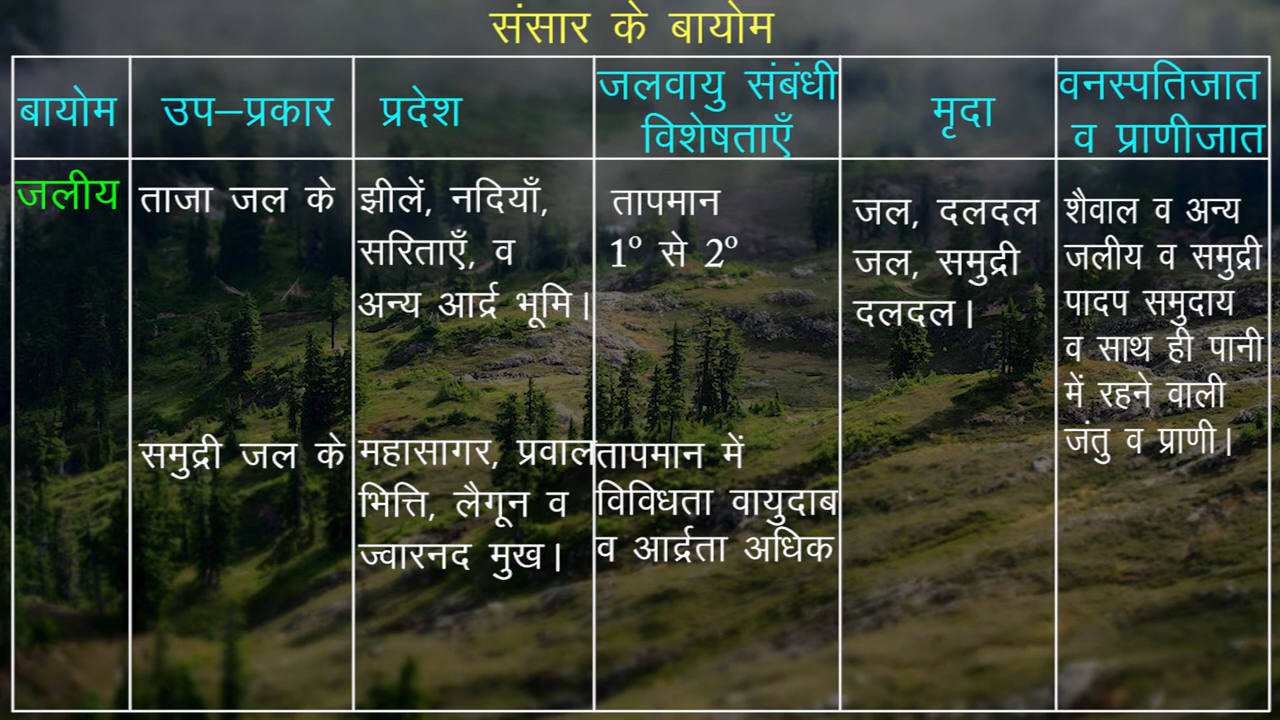 संसार के बायोम
बायोम
उप–प्रकार
प्रदेश
जलवायु संबंधी
विशेषताएँ
मृदा
वनस्पतिजात
व प्राणीजात
जलीय
ताजा जल के
झीलें, नदियाँ,
सरिताएँ, व
अन्य आर्द्र भूमि।
तापमान
1° से 2°
जल, दलदल
जल, समुद्री
दलदल।
शैवाल व अन्य
जलीय व समुद्री
पादप समुदाय
व साथ ही पानी
में रहने वाली
जंतु व प्राणी।
समुद्री जल के
महासागर, प्रवाल
भित्ति, लैगून व
ज्वारनद मुख।
तापमान में
विविधता वायुदाब
व आर्द्रता अधिक